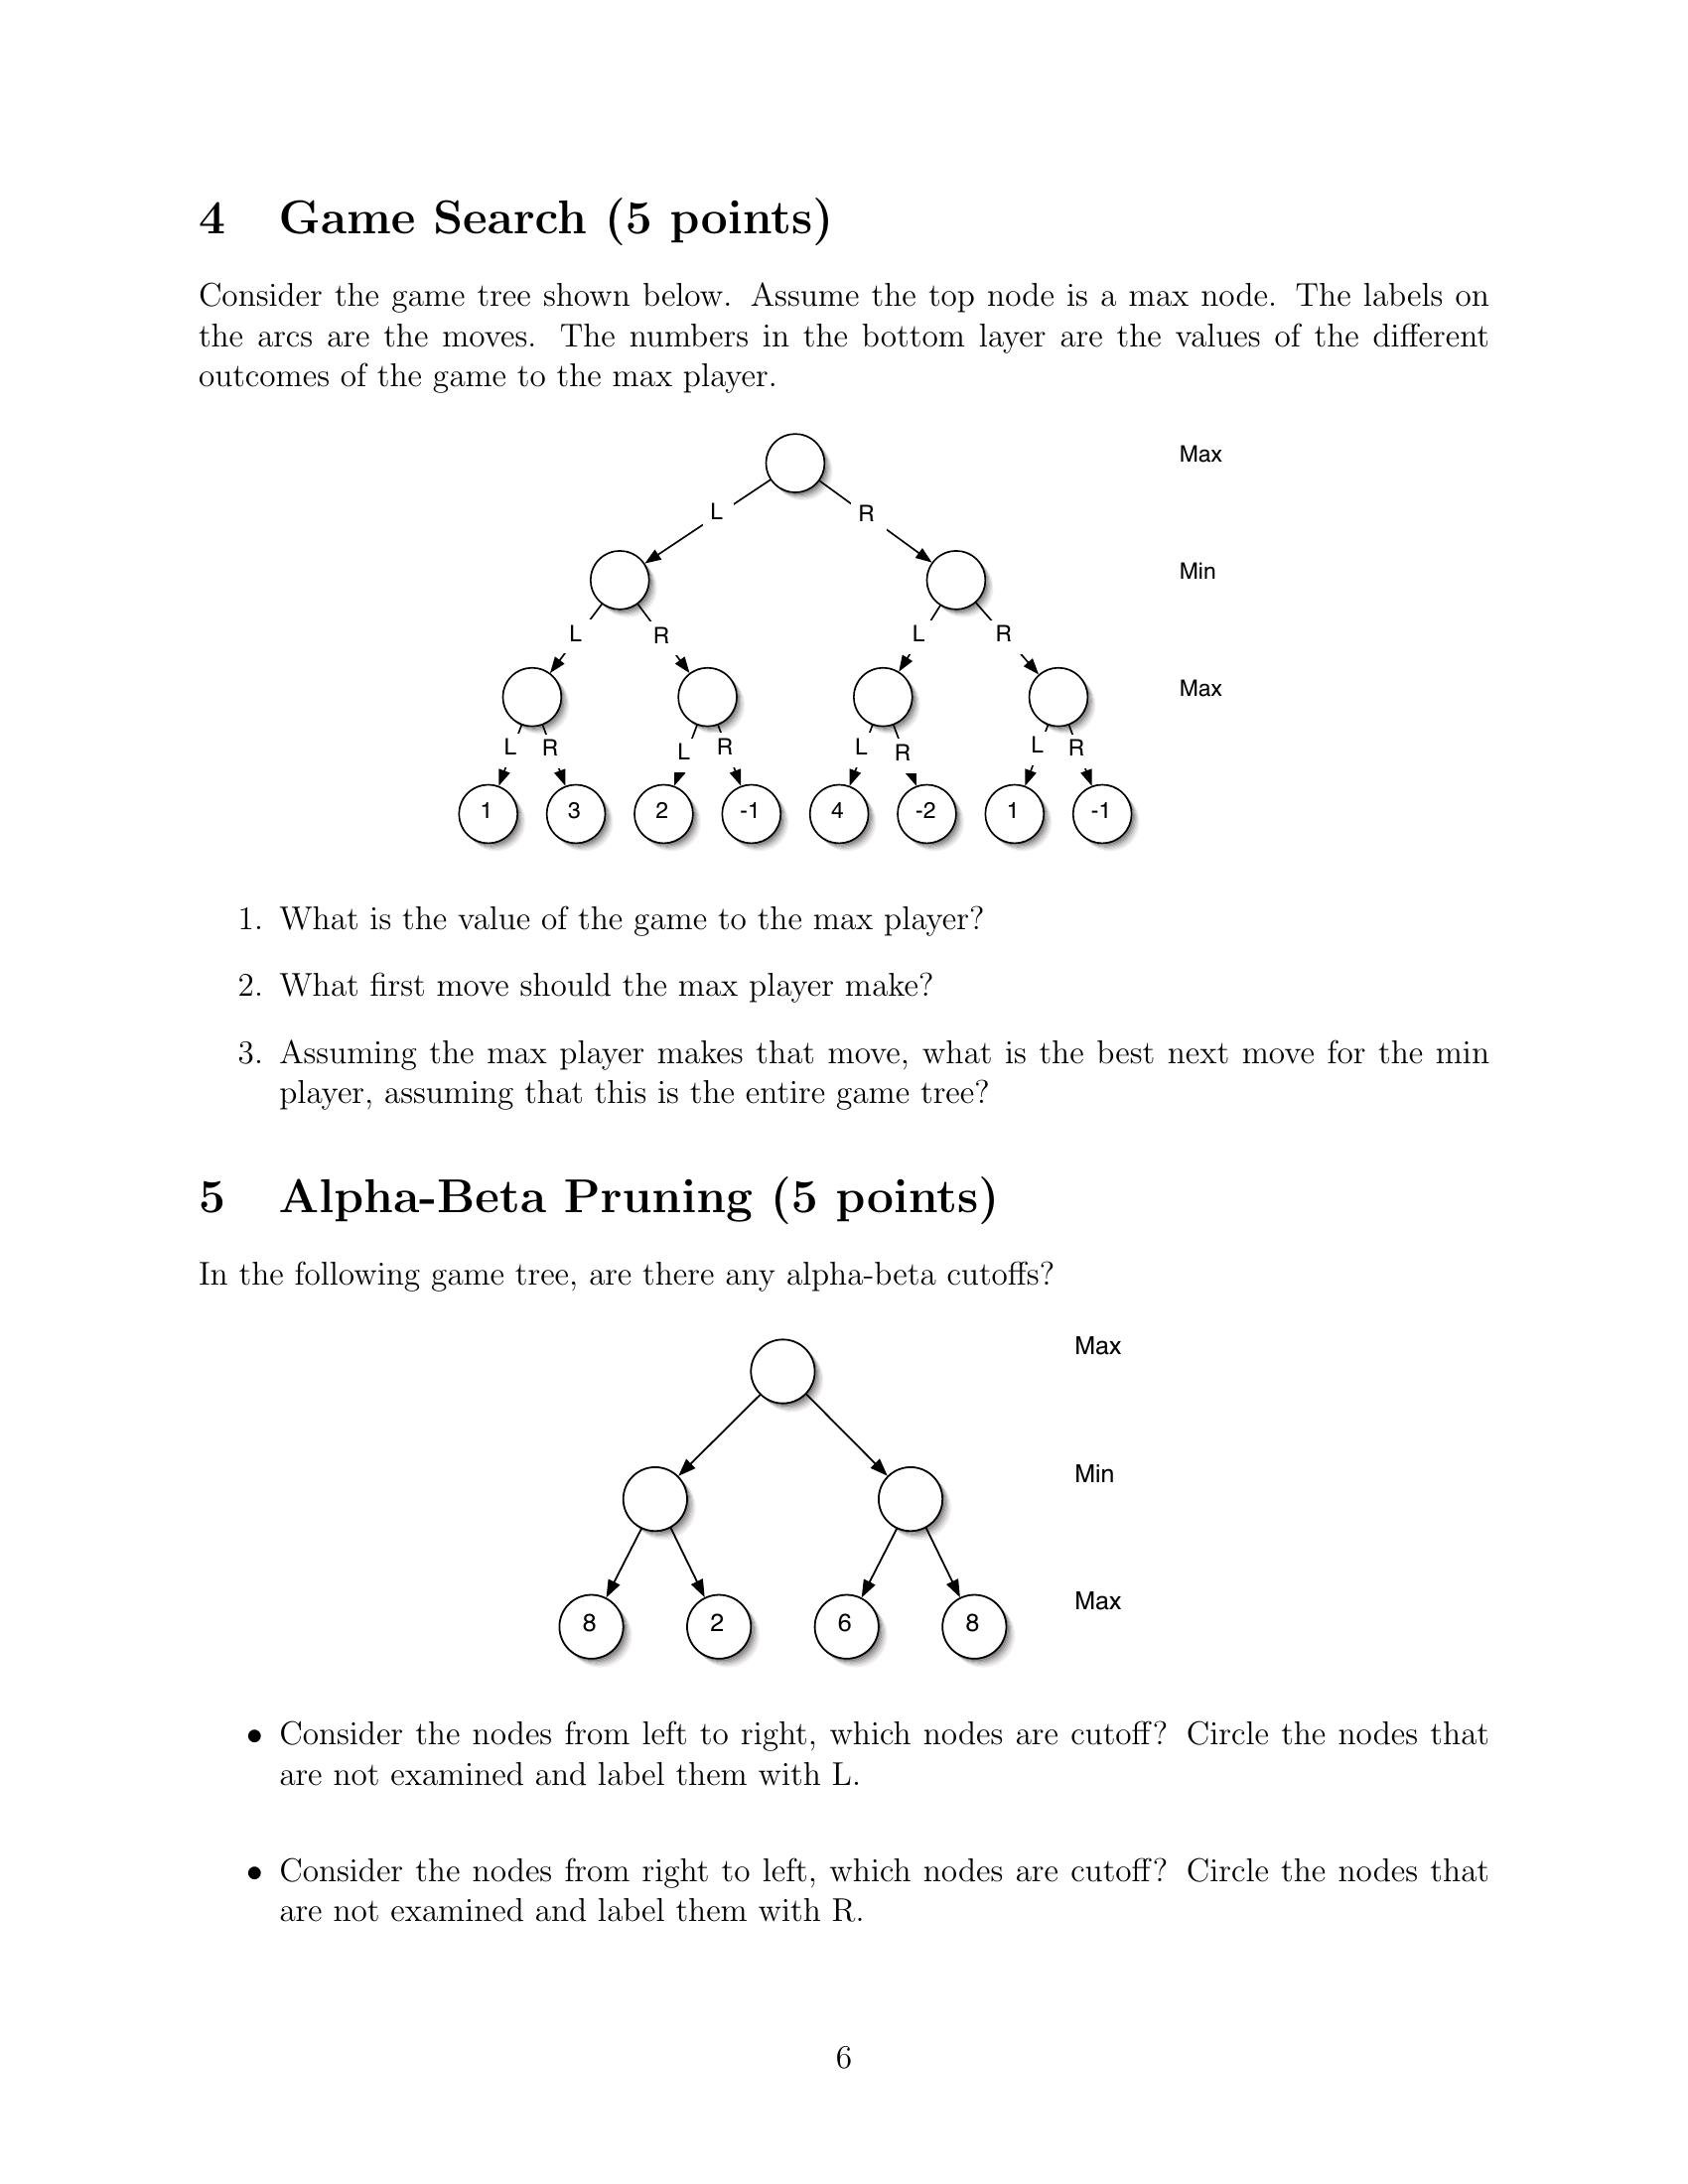 4 Game Search (5 points)
Consider the game tree shown below. Assume the top node is a max node. The labels on
the arcs are the moves. The numbers in the bottom layer are the values of the different
outcomes of the game to the max player.
Max
L R
Min
L R L R
Max
L R L R L R L R
1 3 2 -1 4 -2 1 -1
1. What is the value of the game to the max player?
2. What first move should the max player make?
3. Assuming the max player makes that move, what is the best next move for the min
player, assuming that this is the entire game tree?
5 Alpha-Beta Pruning (5 points)
In the following game tree, are there any alpha-beta cutoffs?
Max
Min
Max
8 2 6 8
• Consider the nodes from left to right, which nodes are cutoff? Circle the nodes that
are not examined and label them with L.
• Consider the nodes from right to left, which nodes are cutoff? Circle the nodes that
are not examined and label them with R.
6